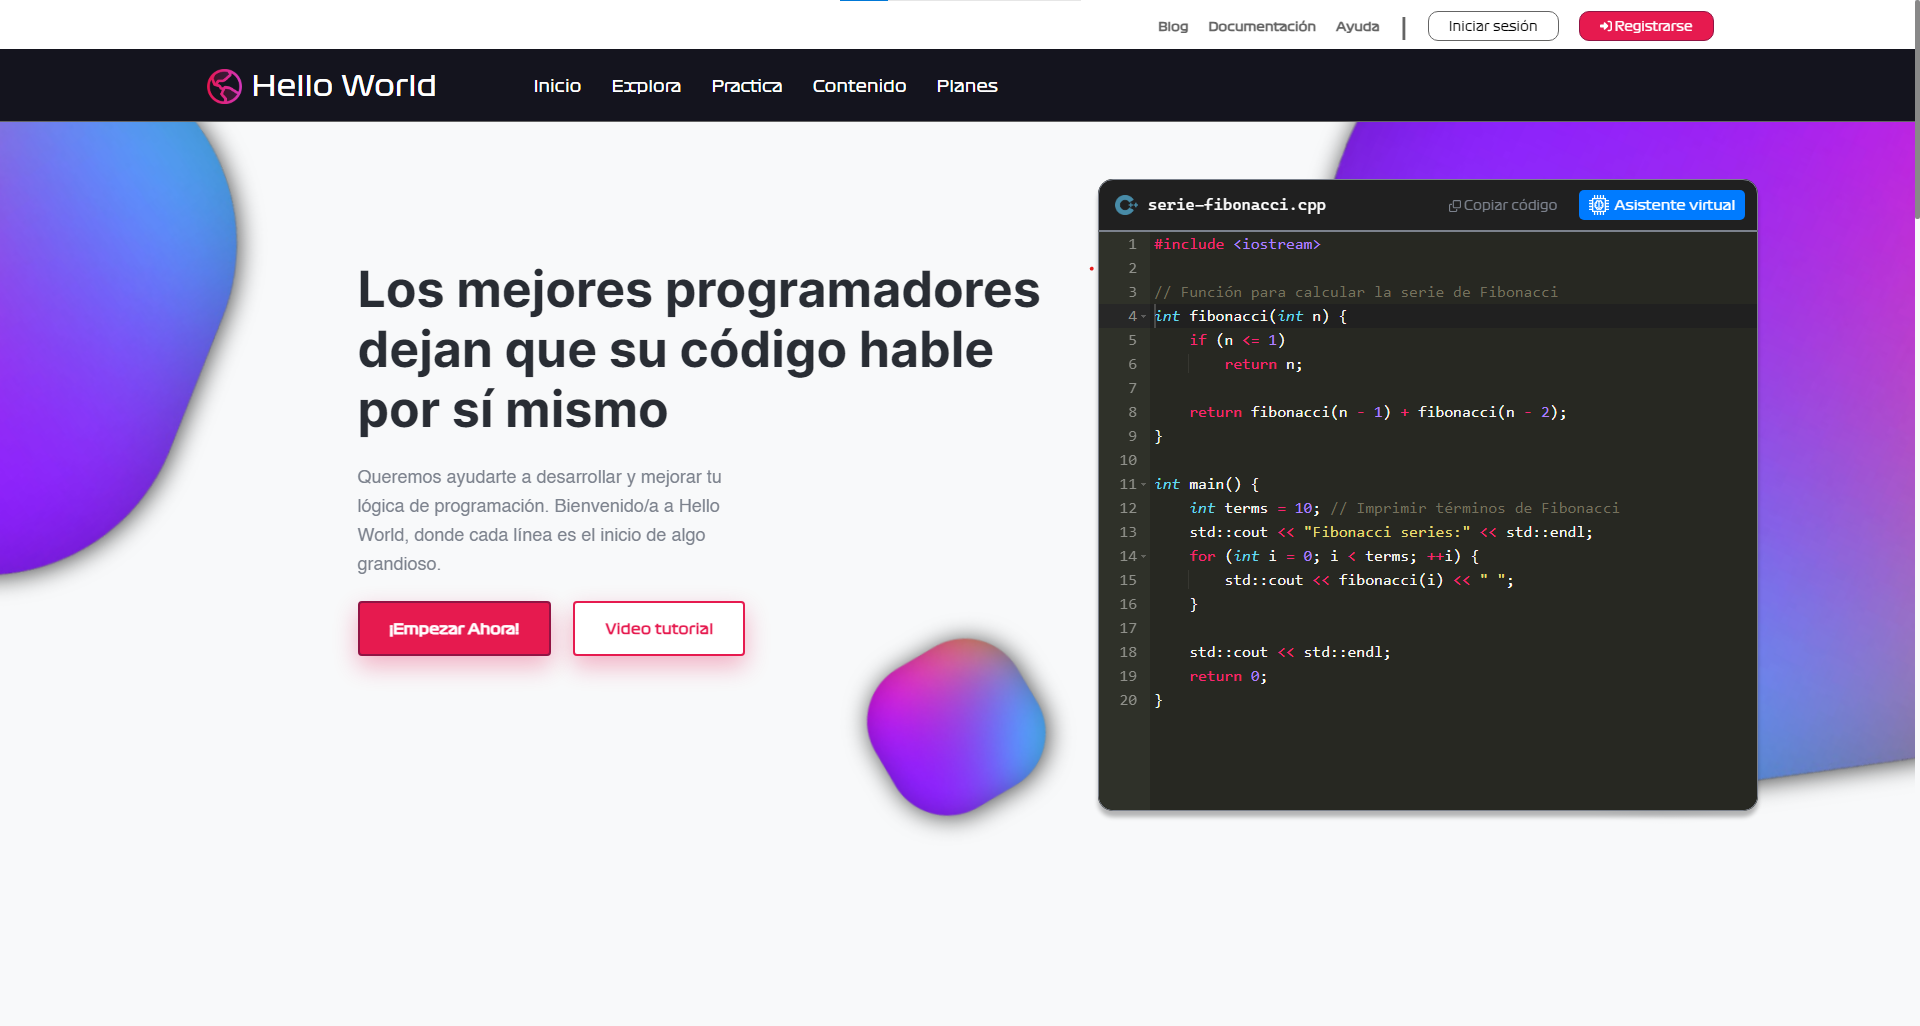 Blog Documentación Ayuda | Iniciar sesión Registrarse
Hello World Inicio Explora Practica Contenido Planes
Los mejores programadores
dejan que su código hable
por sí mismo
Queremos ayudarte a desarrollar y mejorar tu
lógica de programación. Bienvenido/a a Hello
World, donde cada línea es el inicio de algo
grandioso.
¡Empezar Ahora! Video tutorial
serie-fibonacci.cpp Copiar código Asistente virtual
1 #include <iostream>
2
3 // Función para calcular la serie de Fibonacci
4 int fibonacci(int n) {
5     if (n <= 1)
6         return n;
7
8     return fibonacci(n - 1) + fibonacci(n - 2);
9 }
10
11 int main() {
12     int terms = 10; // Imprimir términos de Fibonacci
13     std::cout << "Fibonacci series:" << std::endl;
14     for (int i = 0; i < terms; ++i) {
15         std::cout << fibonacci(i) << " ";
16     }
17
18     std::cout << std::endl;
19     return 0;
20 }